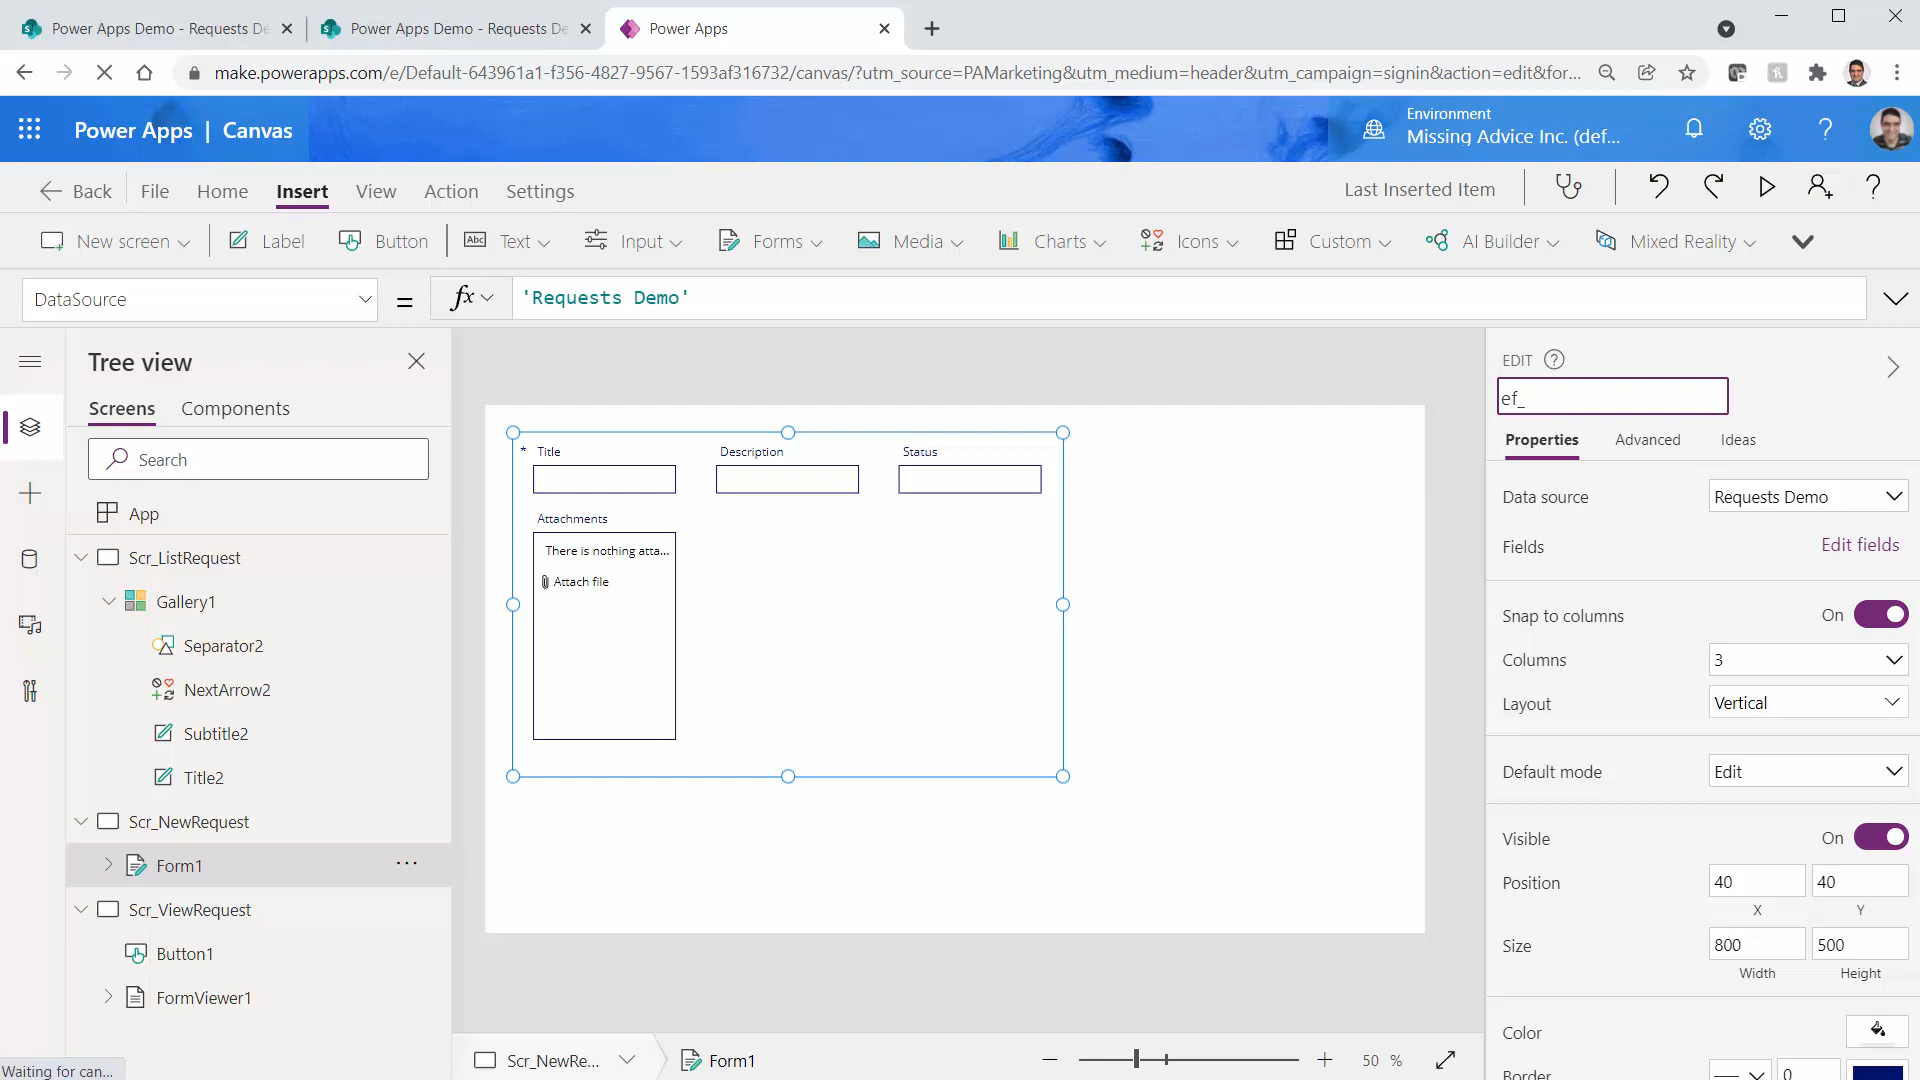 Power Apps Demo - Requests De
Power Apps Demo - Requests De
Power Apps
make.powerapps.com/e/Default-643961a1-f356-4827-9567-1593af316732/canvas/?utm_source=PAMarketing&utm_medium=header&utm_campaign=signin&action=edit&for...
Power Apps | Canvas
Environment
Missing Advice Inc. (def...
Back
File
Home
Insert
View
Action
Settings
Last Inserted Item
New screen
Label
Button
Abc Text
Input
Forms
Media
Charts
Icons
Custom
AI Builder
Mixed Reality
DataSource
=
fx
'Requests Demo'
Tree view
Screens
Components
Search
App
Scr_ListRequest
Gallery1
Separator2
NextArrow2
Subtitle2
Title2
Scr_NewRequest
Form1
...
Scr_ViewRequest
Button1
FormViewer1
Waiting for can...
* Title
Description
Status
Attachments
There is nothing atta...
Attach file
Scr_NewRe...
Form1
50 %
EDIT
ef_
Properties
Advanced
Ideas
Data source
Requests Demo
Fields
Edit fields
Snap to columns
On
Columns
3
Layout
Vertical
Default mode
Edit
Visible
On
Position
40
40
X
Y
Size
800
500
Width
Height
Color
Border
0